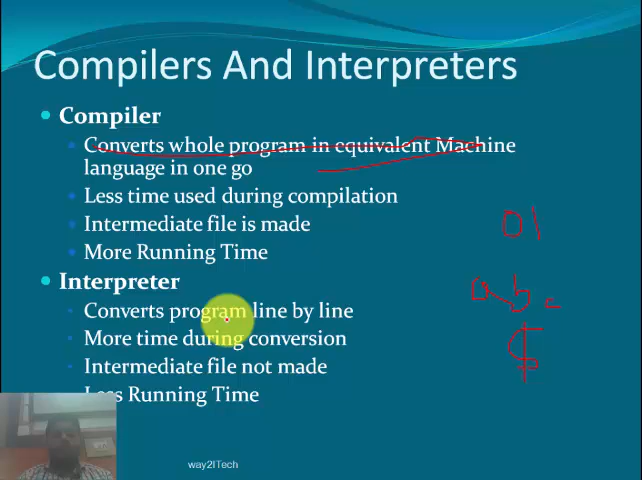 Compilers And Interpreters
Compiler
Converts whole program in equivalent Machine
language in one go
Less time used during compilation
Intermediate file is made
More Running Time
Interpreter
Converts program line by line
More time during conversion
Intermediate file not made
Less Running Time
01
a, b
$
way2ITech